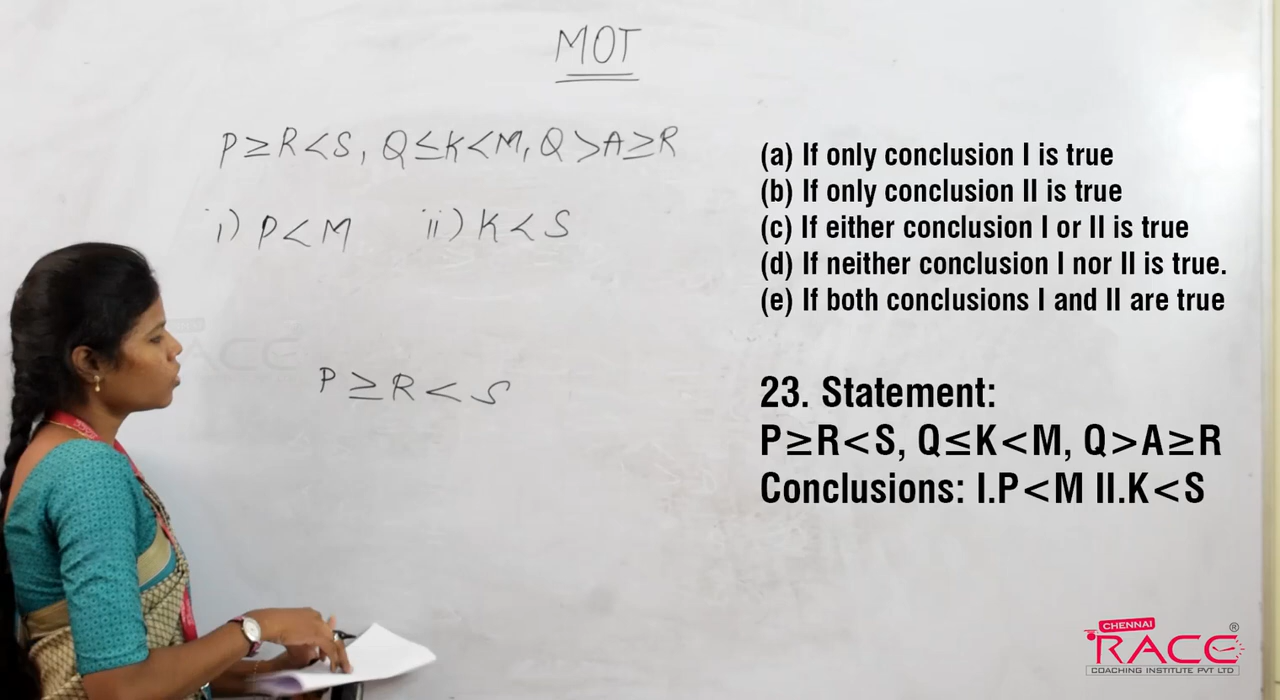 MOT
P≥R<S, Q≤K<M, Q>A≥R
i) P<M ii) K<S
P≥R<S
(a) If only conclusion I is true
(b) If only conclusion II is true
(c) If either conclusion I or II is true
(d) If neither conclusion I nor II is true.
(e) If both conclusions I and II are true
23. Statement:
P≥R<S, Q≤K<M, Q>A≥R
Conclusions: I.P<M II.K<S
CHENNAI
RACE ®
COACHING INSTITUTE PVT LTD